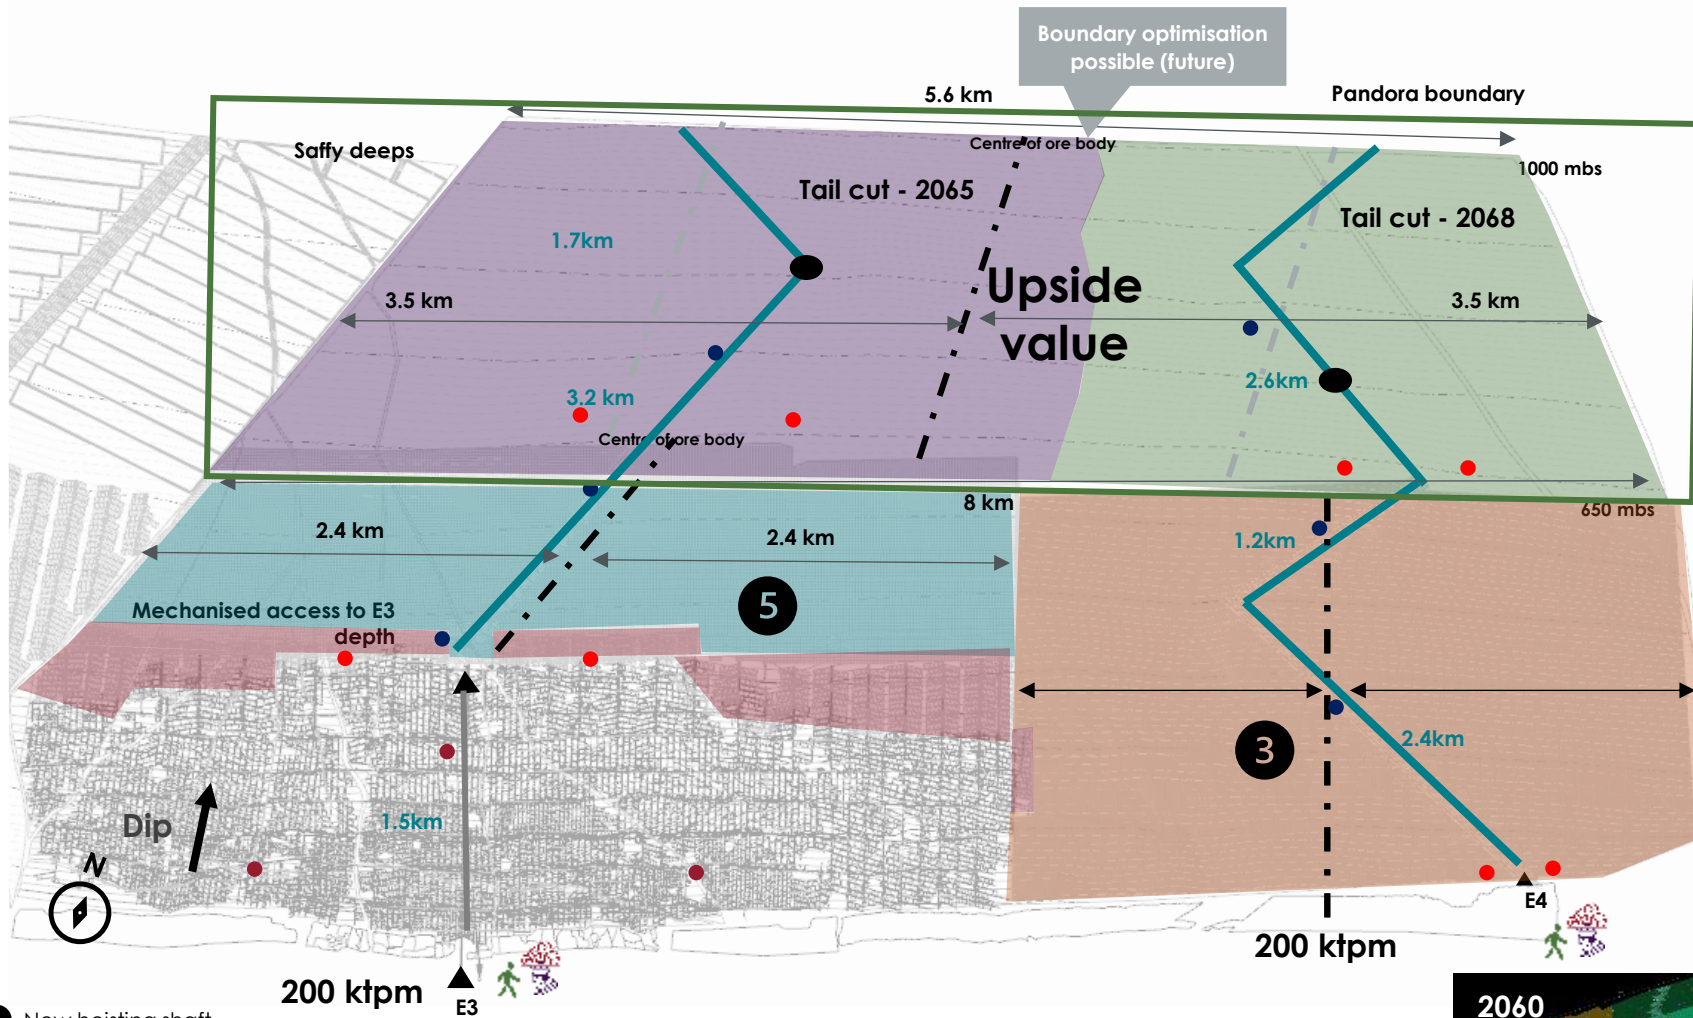 Boundary optimisation
possible (future)
5.6 km
Pandora boundary
Saffy deeps
Centre of ore body
1000 mbs
Tail cut - 2065
Tail cut - 2068
1.7km
Upside
value
3.5 km
3.5 km
2.6km
3.2 km
Centre of ore body
8 km
650 mbs
2.4 km
2.4 km
1.2km
5
Mechanised access to E3
depth
3
2.4km
Dip
1.5km
N
E4
200 ktpm
200 ktpm
E3
2060
New hoisting shaft